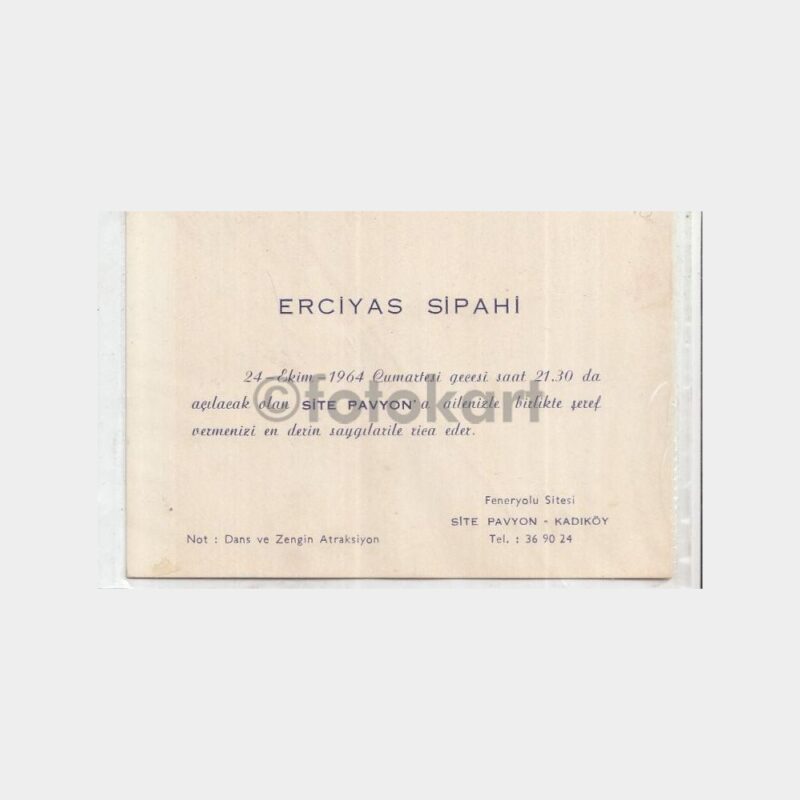 ERCİYAS SİPAHİ
24-Ekim-1964 Cumartesi gecesi saat 21.30 da
açılacak olan SİTE PAVYON'a ailenizle birlikte şeref
vermenizi en derin saygılarile rica eder.
Feneryolu Sitesi
SİTE PAVYON - KADIKÖY
Not : Dans ve Zengin Atraksiyon
Tel. : 36 90 24
©fotokart